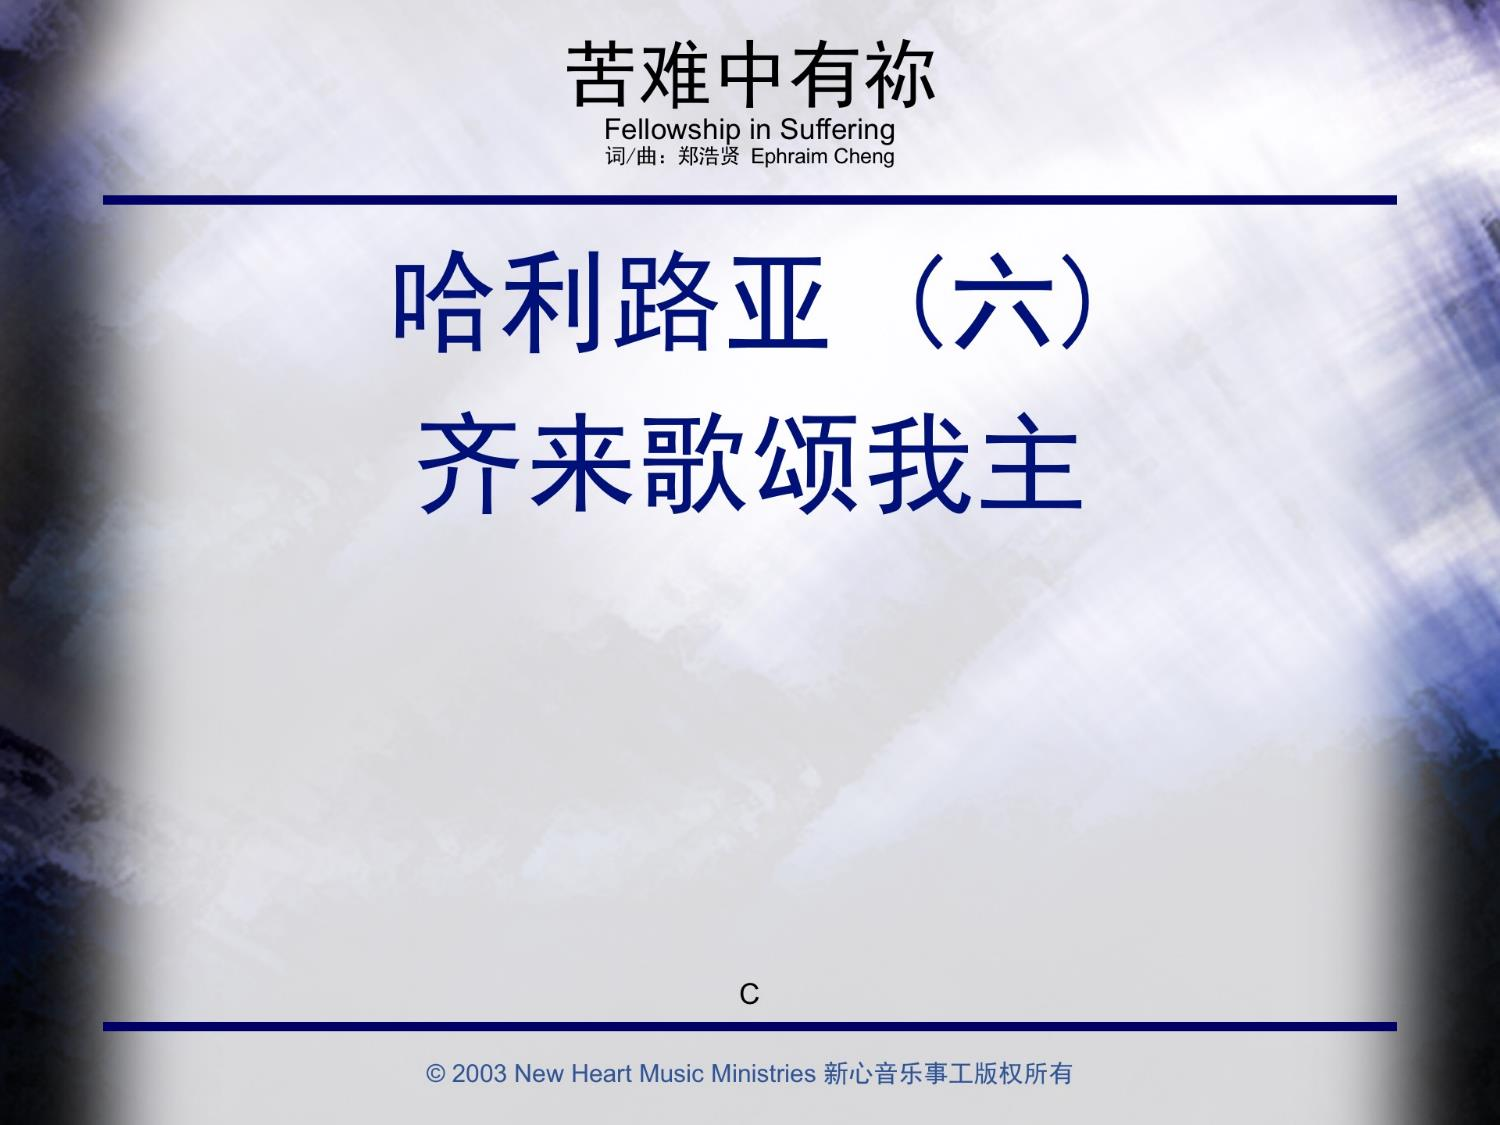 苦难中有祢
Fellowship in Suffering
词/曲：郑浩贤 Ephraim Cheng
哈利路亚 (六)
齐来歌颂我主
C
© 2003 New Heart Music Ministries 新心音乐事工版权所有